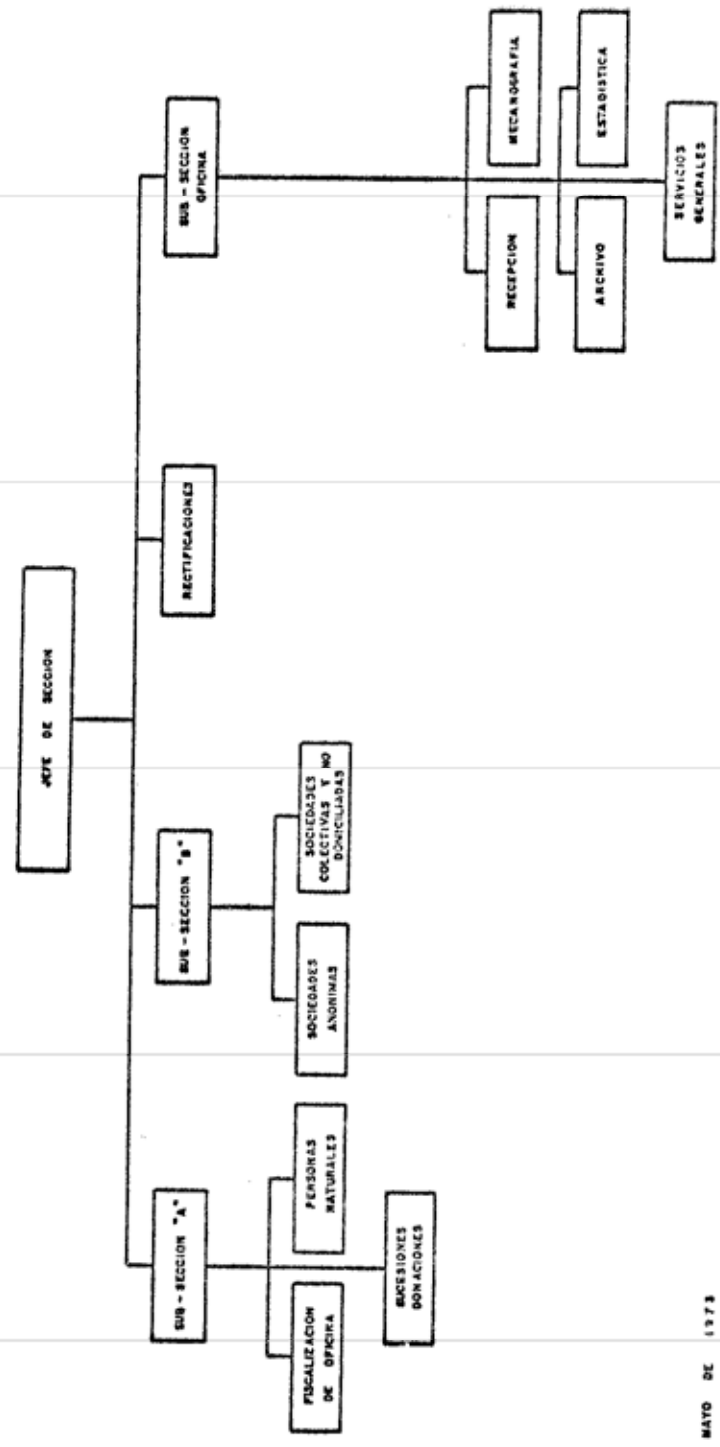 JEFE DE SECCION
SUB - SECCION "A"
SUB - SECCION "B"
RECTIFICACIONES
SUB - SECCION
OFICINA
FISCALIZACION
DE OFICINA
PERSONAS
NATURALES
SUCESIONES
DONACIONES
SOCIEDADES
ANONIMAS
SOCIEDADES
COLECTIVAS Y NO
DOMICILIADAS
RECEPCION
MECANOGRAFIA
ARCHIVO
ESTADISTICA
SERVICIOS
GENERALES
MAYO DE 1973